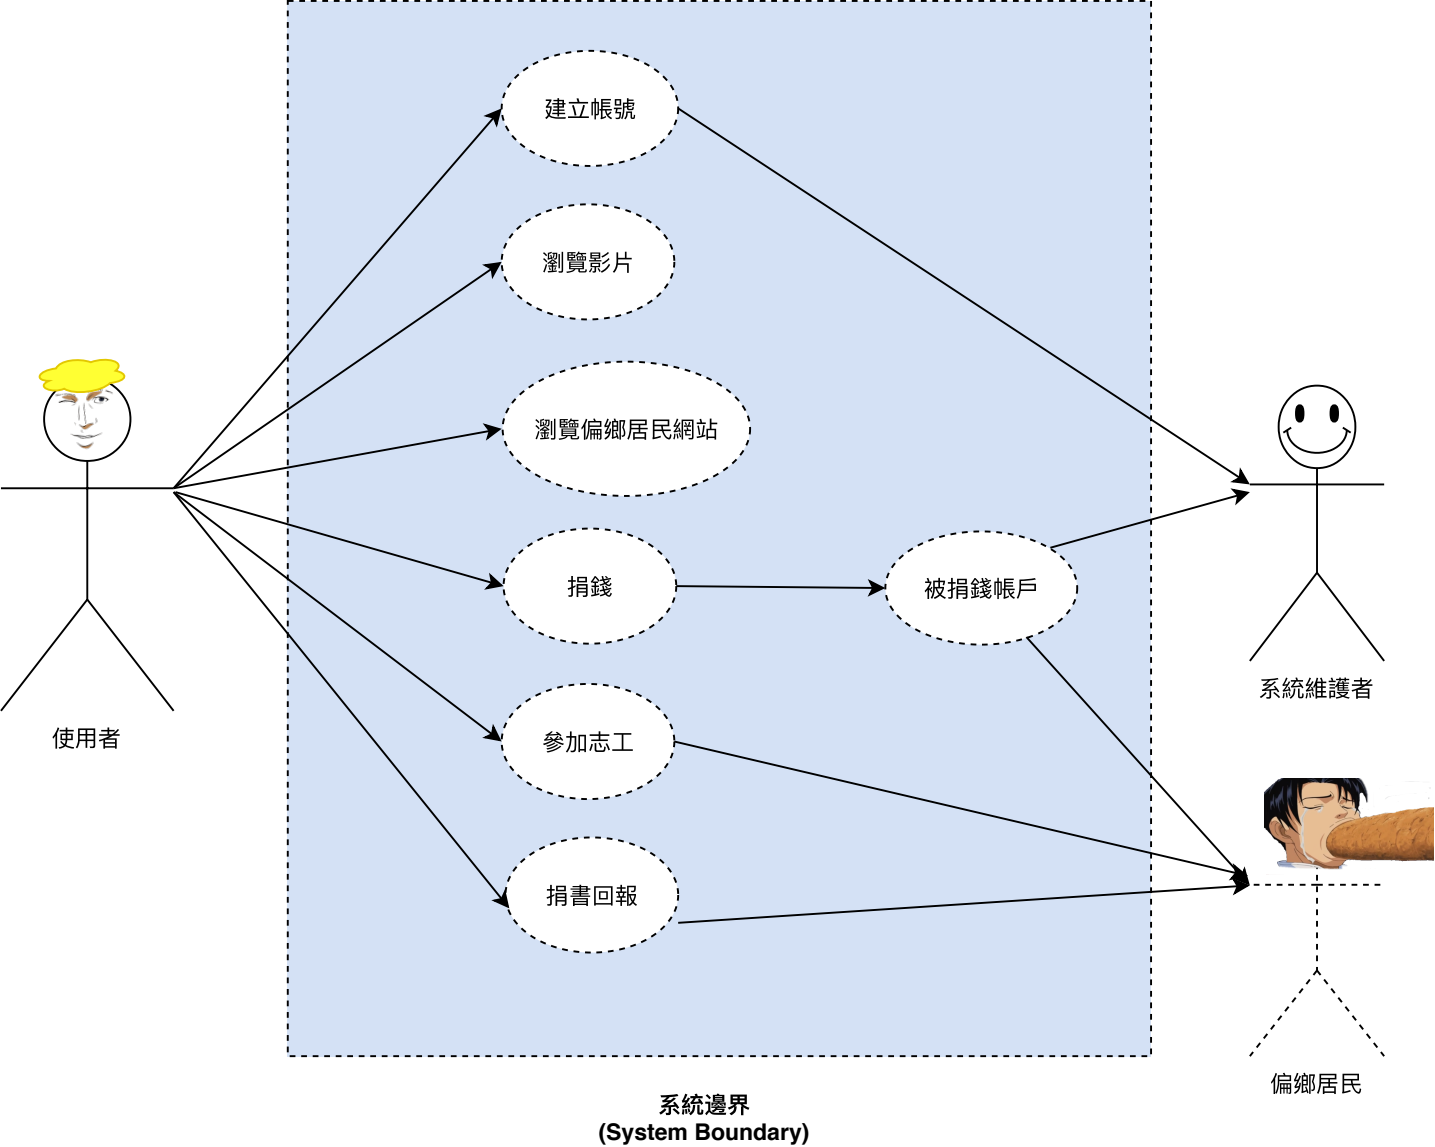 建立帳號
瀏覽影片
瀏覽偏鄉居民網站
捐錢
被捐錢帳戶
參加志工
捐書回報
使用者
系統維護者
偏鄉居民
系統邊界
(System Boundary)